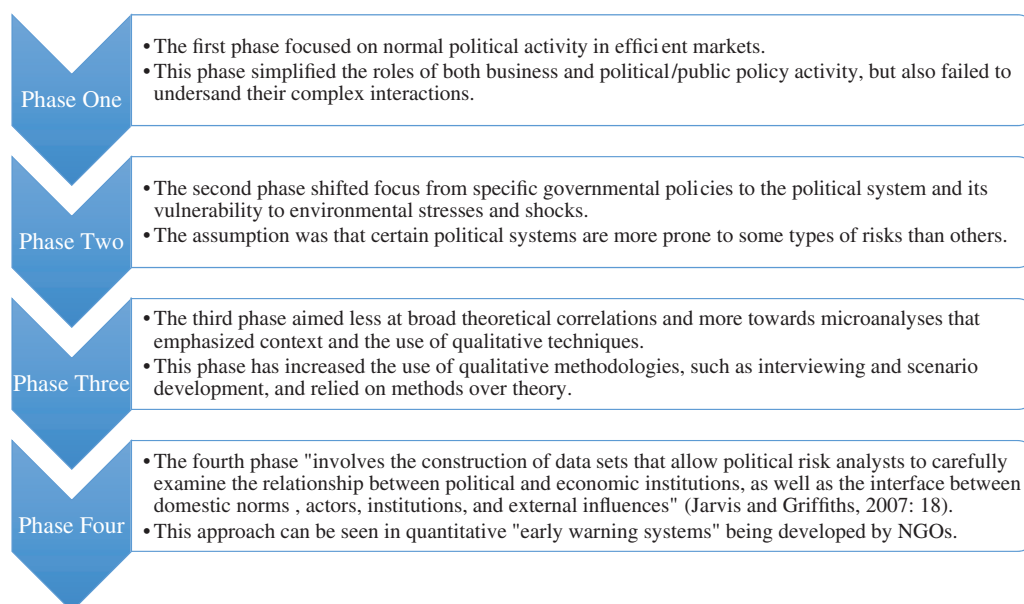 Phase One
• The first phase focused on normal political activity in efficient markets.
• This phase simplified the roles of both business and political/public policy activity, but also failed to
undersand their complex interactions.
Phase Two
• The second phase shifted focus from specific governmental policies to the political system and its
vulnerability to environmental stresses and shocks.
• The assumption was that certain political systems are more prone to some types of risks than others.
Phase Three
• The third phase aimed less at broad theoretical correlations and more towards microanalyses that
emphasized context and the use of qualitative techniques.
• This phase has increased the use of qualitative methodologies, such as interviewing and scenario
development, and relied on methods over theory.
Phase Four
• The fourth phase "involves the construction of data sets that allow political risk analysts to carefully
examine the relationship between political and economic institutions, as well as the interface between
domestic norms , actors, institutions, and external influences" (Jarvis and Griffiths, 2007: 18).
• This approach can be seen in quantitative "early warning systems" being developed by NGOs.